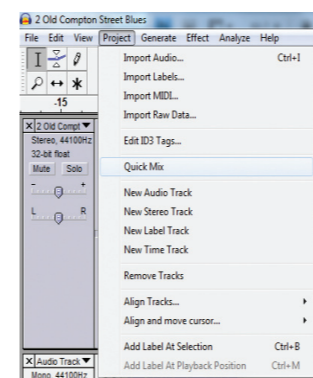 2 Old Compton Street Blues
File Edit View Project Generate Effect Analyze Help
-15
X 2 Old Compt ▼
Stereo, 44100Hz
32-bit float
Mute Solo
- +
L R
Import Audio... Ctrl+I
Import Labels...
Import MIDI...
Import Raw Data...
Edit ID3 Tags...
Quick Mix
New Audio Track
New Stereo Track
New Label Track
New Time Track
Remove Tracks
Align Tracks...
Align and move cursor...
Add Label At Selection Ctrl+B
Add Label At Playback Position Ctrl+M
X Audio Track ▼
Mono, 44100Hz